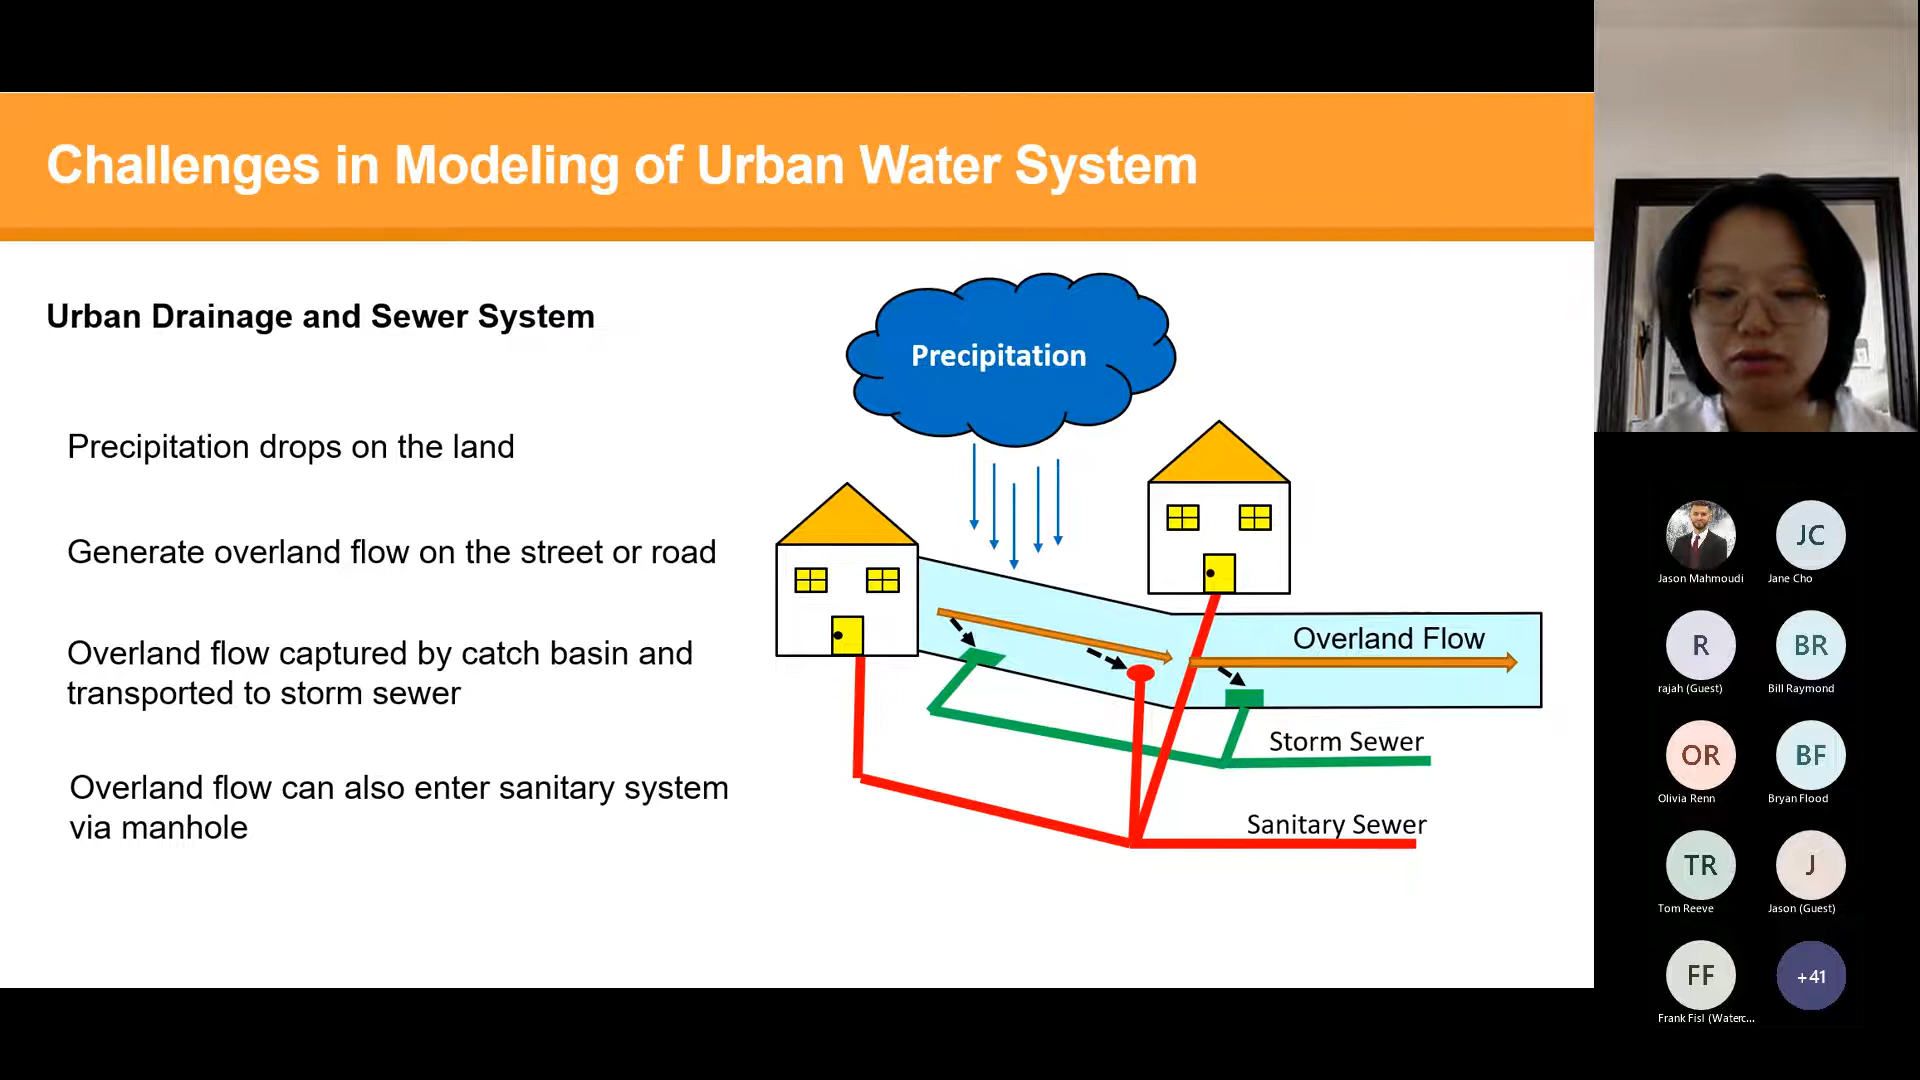 Challenges in Modeling of Urban Water System
Urban Drainage and Sewer System
Precipitation drops on the land
Generate overland flow on the street or road
Overland flow captured by catch basin and
transported to storm sewer
Overland flow can also enter sanitary system
via manhole
Precipitation
Overland Flow
Storm Sewer
Sanitary Sewer
Jason Mahmoudi
JC
Jane Cho
R
rajah (Guest)
BR
Bill Raymond
OR
Olivia Renn
BF
Bryan Flood
TR
Tom Reeve
J
Jason (Guest)
FF
Frank Fisl (Waterc...
+41